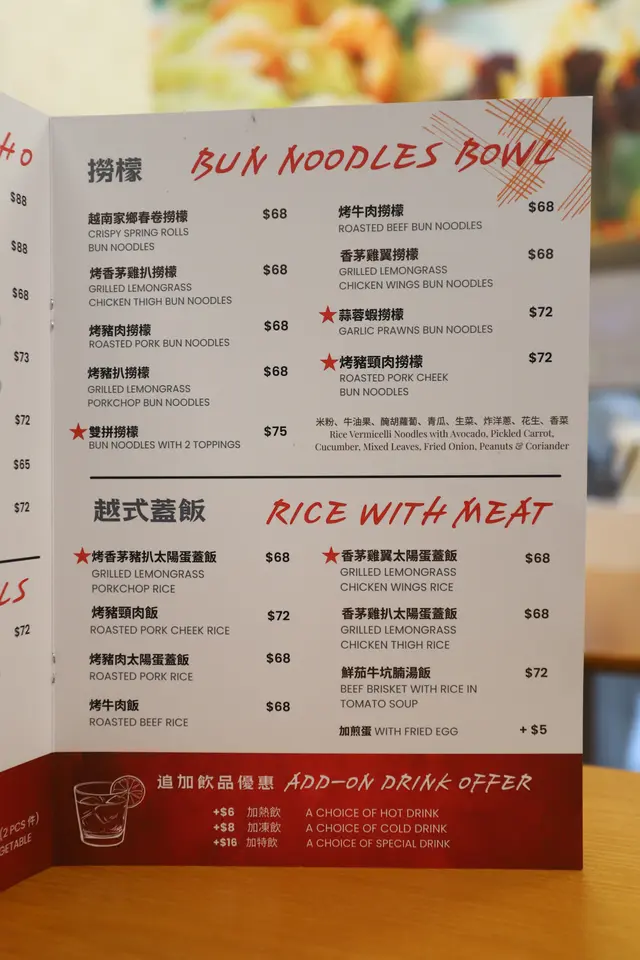 HO
$88
$88
$68
$73
$72
$65
$72
LS
$72
(2 PCS 件)
GETABLE
撈檬 BUN NOODLES BOWL
越南家鄉春卷撈檬 $68
CRISPY SPRING ROLLS
BUN NOODLES
烤香茅雞扒撈檬 $68
GRILLED LEMONGRASS
CHICKEN THIGH BUN NOODLES
烤豬肉撈檬 $68
ROASTED PORK BUN NOODLES
烤豬扒撈檬 $68
GRILLED LEMONGRASS
PORKCHOP BUN NOODLES
雙拼撈檬 $75
BUN NOODLES WITH 2 TOPPINGS
烤牛肉撈檬 $68
ROASTED BEEF BUN NOODLES
香茅雞翼撈檬 $68
GRILLED LEMONGRASS
CHICKEN WINGS BUN NOODLES
蒜蓉蝦撈檬 $72
GARLIC PRAWNS BUN NOODLES
烤豬頸肉撈檬 $72
ROASTED PORK CHEEK
BUN NOODLES
米粉、牛油果、醃胡蘿蔔、青瓜、生菜、炸洋蔥、花生、香菜
Rice Vermicelli Noodles with Avocado, Pickled Carrot,
Cucumber, Mixed Leaves, Fried Onion, Peanuts & Coriander
越式蓋飯 RICE WITH MEAT
烤香茅豬扒太陽蛋蓋飯 $68
GRILLED LEMONGRASS
PORKCHOP RICE
烤豬頸肉飯 $72
ROASTED PORK CHEEK RICE
烤豬肉太陽蛋蓋飯 $68
ROASTED PORK RICE
烤牛肉飯 $68
ROASTED BEEF RICE
香茅雞翼太陽蛋蓋飯 $68
GRILLED LEMONGRASS
CHICKEN WINGS RICE
香茅雞扒太陽蛋蓋飯 $68
GRILLED LEMONGRASS
CHICKEN THIGH RICE
鮮茄牛坑腩湯飯 $72
BEEF BRISKET WITH RICE IN
TOMATO SOUP
加煎蛋 WITH FRIED EGG + $5
追加飲品優惠 ADD-ON DRINK OFFER
+$6 加熱飲 A CHOICE OF HOT DRINK
+$8 加凍飲 A CHOICE OF COLD DRINK
+$16 加特飲 A CHOICE OF SPECIAL DRINK